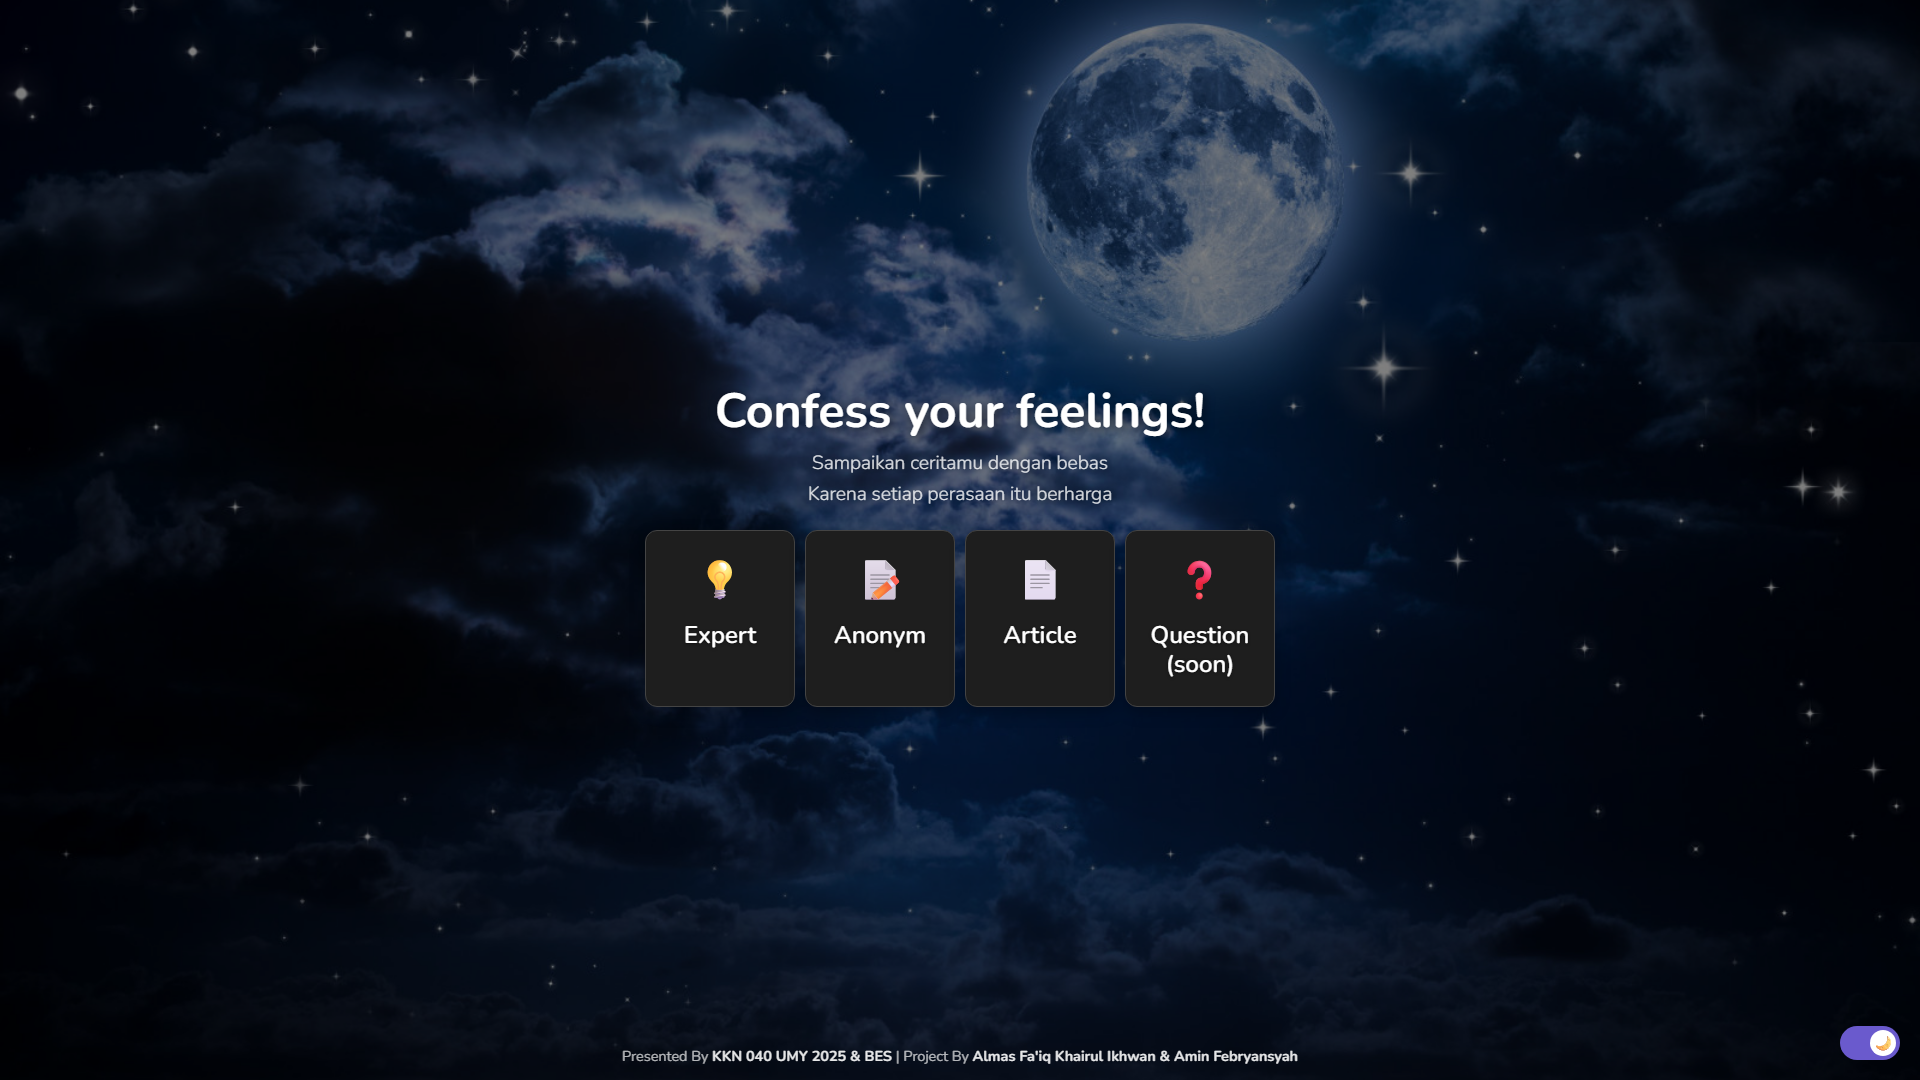 Confess your feelings!
Sampaikan ceritamu dengan bebas
Karena setiap perasaan itu berharga
Expert
Anonym
Article
Question
(soon)
Presented By KKN 040 UMY 2025 & BES | Project By Almas Fa'iq Khairul Ikhwan & Amin Febryansyah